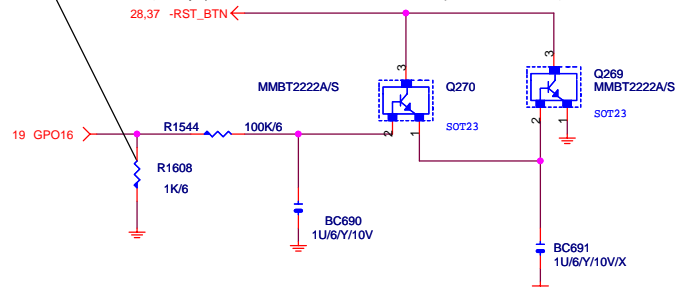 28,37 -RST_BTN
3
3
MMBT2222A/S
Q270
Q269
MMBT2222A/S
SOT23
SOT23
2
1
2
1
19 GPO16
R1544
100K/6
R1608
1K/6
BC690
1U/6/Y/10V
BC691
1U/6/Y/10V/X